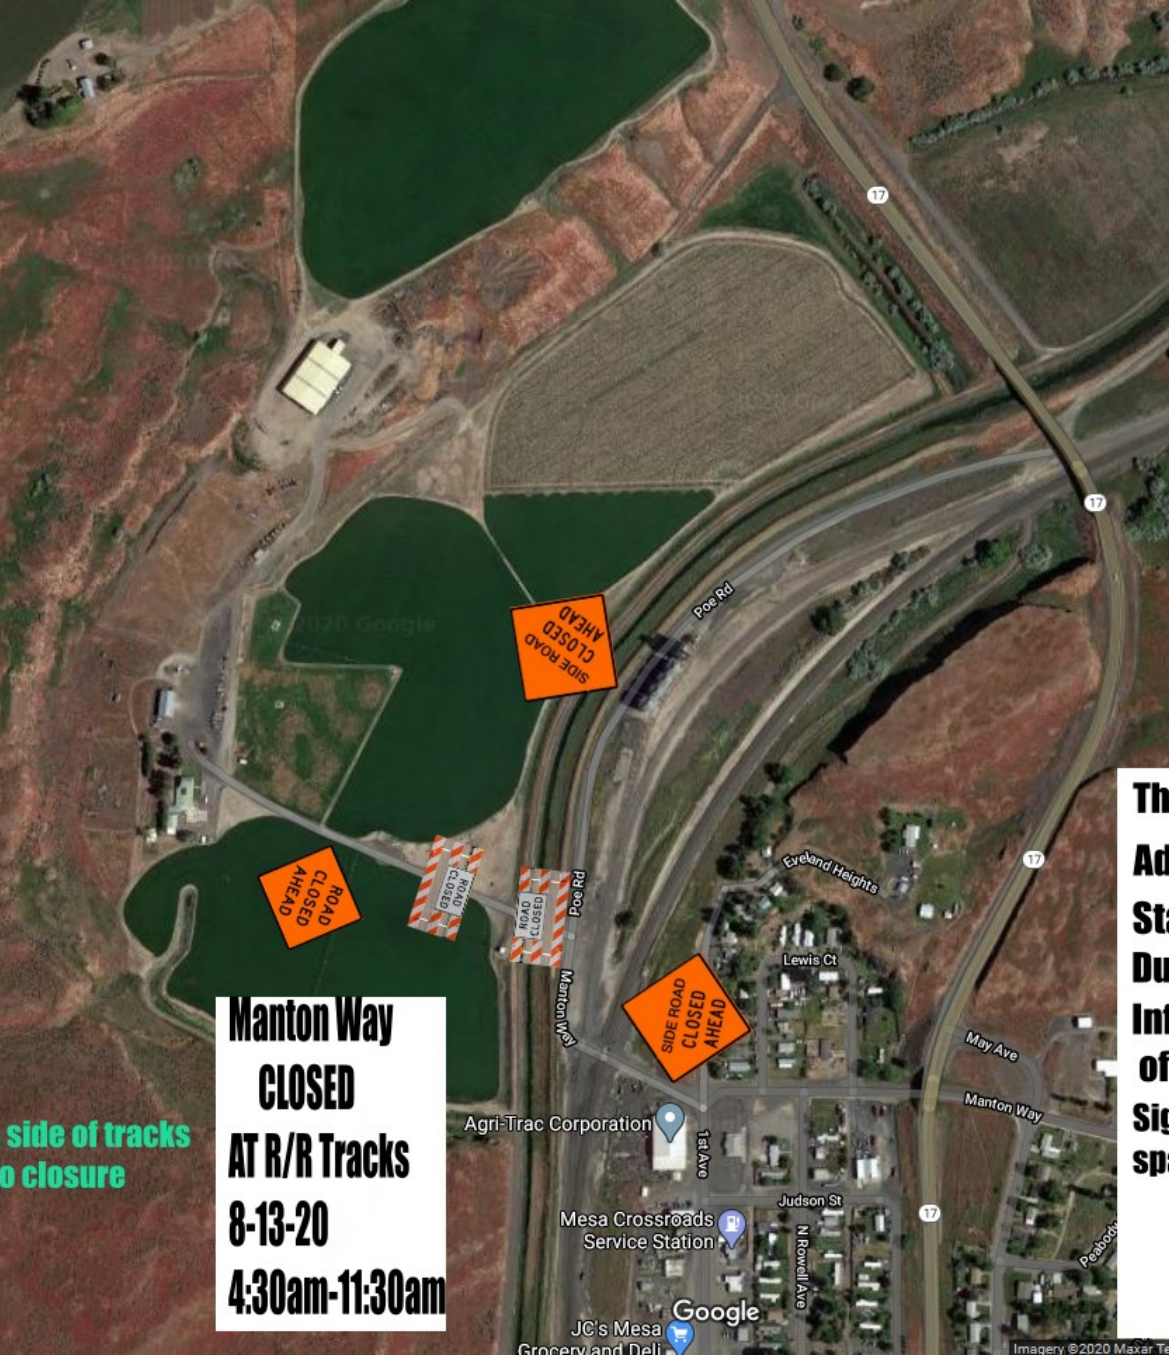 17
17
©2020 Google
Poe Rd
SIDE ROAD
CLOSED
AHEAD
ROAD
CLOSED
AHEAD
ROAD
CLOSED
ROAD
CLOSED
Poe Rd
Manton Way
SIDE ROAD
CLOSED
AHEAD
Eveland Heights
17
Lewis Ct
May Ave
Manton Way
Agri-Trac Corporation
1st Ave
Judson St
17
N Rowell Ave
Peabody
Mesa Crossroads
Service Station
Google
JC's Mesa
Grocery and Deli
Imagery ©2020 Maxar Te
Manton Way
CLOSED
AT R/R Tracks
8-13-20
4:30am-11:30am
side of tracks
o closure
Th
Ad
Sta
Du
Inf
of
Sig
spa